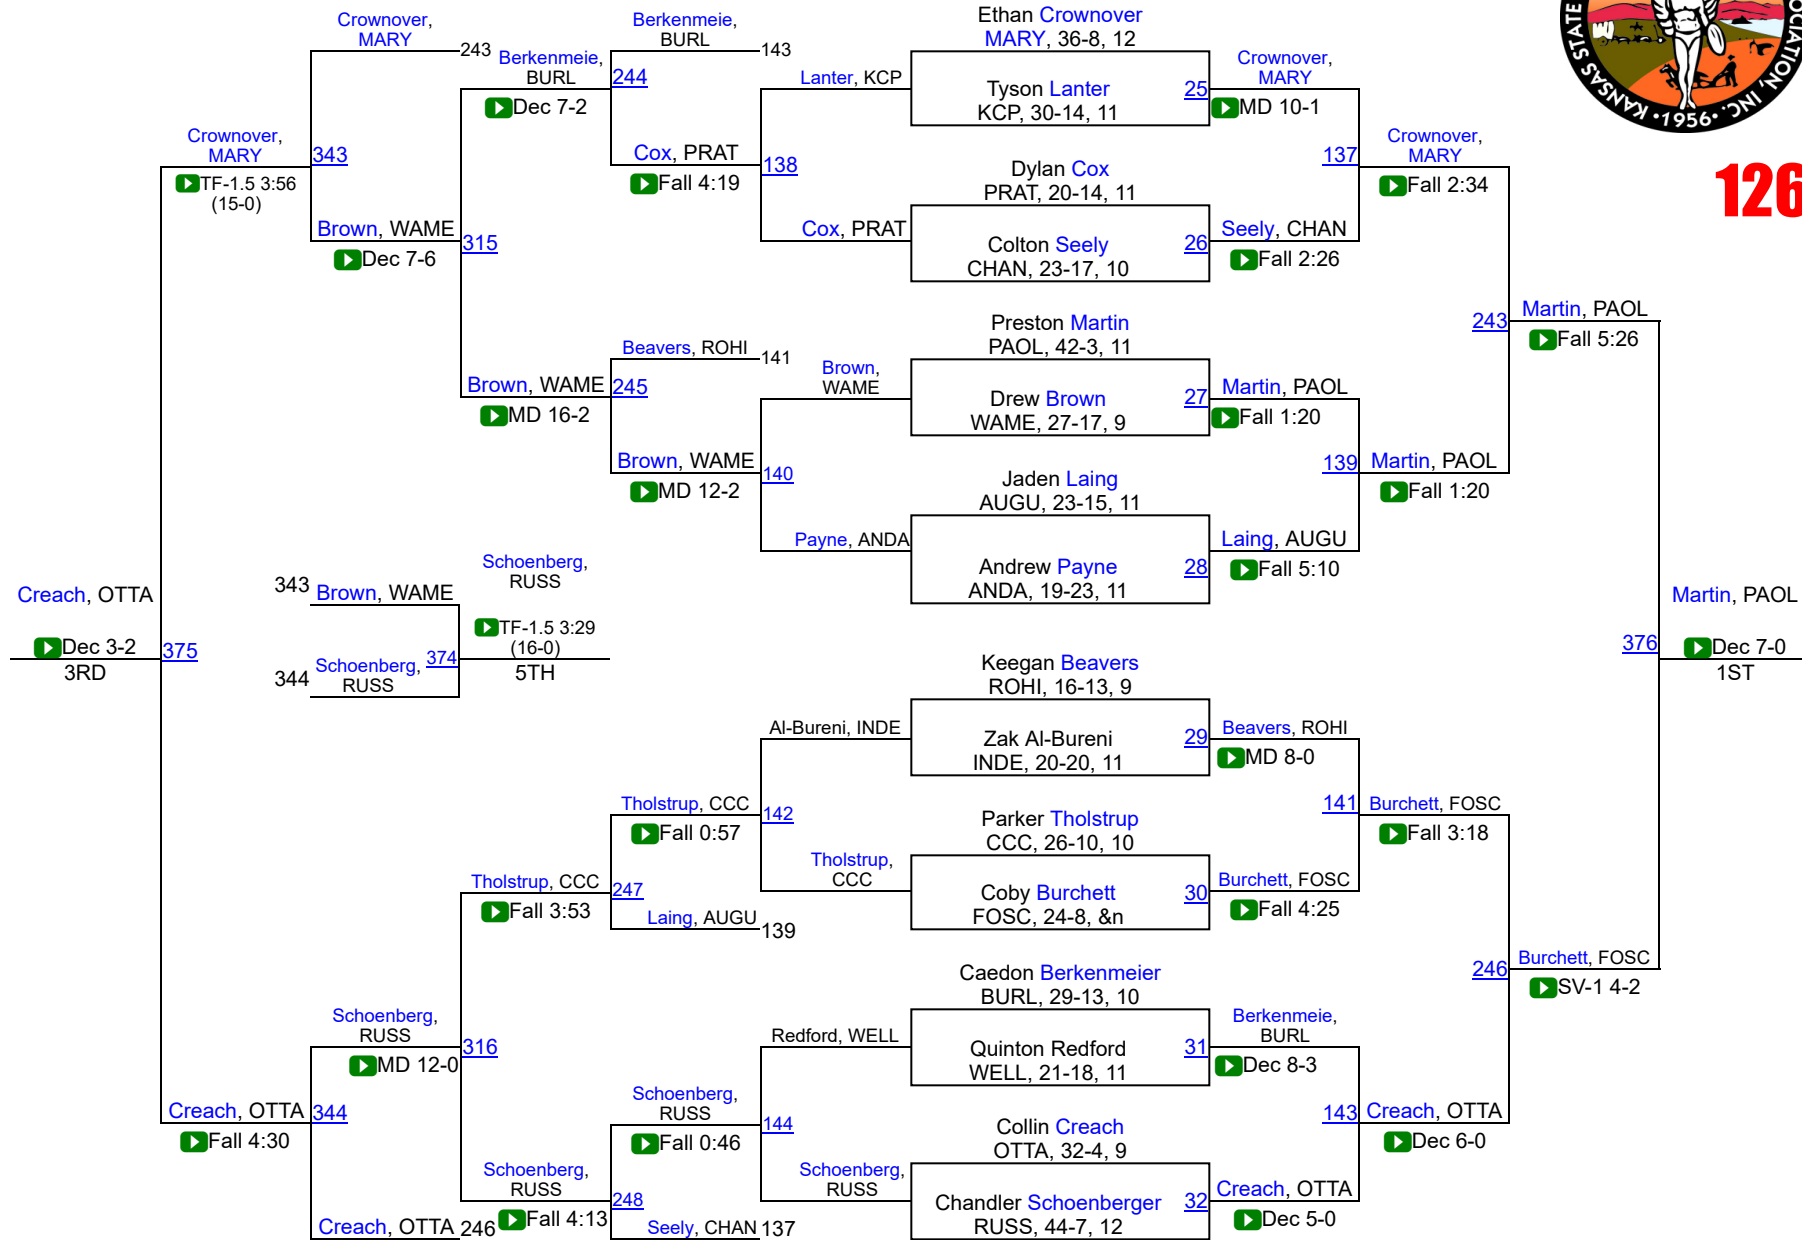 Crownover,
MARY
243
Berkenmeie,
BURL
143
Berkenmeie,
BURL
244
Dec 7-2
Crownover,
MARY
343
TF-1.5 3:56
(15-0)
Cox, PRAT
138
Fall 4:19
Lanter, KCP
Cox, PRAT
Brown, WAME
315
Dec 7-6
Beavers, ROHI
141
Brown, WAME
245
MD 16-2
Brown,
WAME
Brown, WAME
140
MD 12-2
Payne, ANDA
Ethan Crownover
MARY, 36-8, 12
Tyson Lanter
KCP, 30-14, 11
25
Crownover,
MARY
MD 10-1
Dylan Cox
PRAT, 20-14, 11
Colton Seely
CHAN, 23-17, 10
26
Seely, CHAN
Fall 2:26
137
Crownover,
MARY
Fall 2:34
Preston Martin
PAOL, 42-3, 11
Drew Brown
WAME, 27-17, 9
27
Martin, PAOL
Fall 1:20
Jaden Laing
AUGU, 23-15, 11
Andrew Payne
ANDA, 19-23, 11
28
Laing, AUGU
Fall 5:10
139
Martin, PAOL
Fall 1:20
243
Martin, PAOL
Fall 5:26
KANSAS STATE
OCIATION, INC.
•1956•
126
Creach, OTTA
Dec 3-2
375
3RD
343
Brown, WAME
344
Schoenberg,
RUSS
374
Schoenberg,
RUSS
TF-1.5 3:29
(16-0)
5TH
Martin, PAOL
376
Dec 7-0
1ST
Keegan Beavers
ROHI, 16-13, 9
Zak Al-Bureni
INDE, 20-20, 11
29
Beavers, ROHI
MD 8-0
Parker Tholstrup
CCC, 26-10, 10
Coby Burchett
FOSC, 24-8, &n
30
Burchett, FOSC
Fall 4:25
141
Burchett, FOSC
Fall 3:18
Caedon Berkenmeier
BURL, 29-13, 10
Quinton Redford
WELL, 21-18, 11
31
Berkenmeie,
BURL
Dec 8-3
Collin Creach
OTTA, 32-4, 9
Chandler Schoenberger
RUSS, 44-7, 12
32
Creach, OTTA
Dec 5-0
143
Creach, OTTA
Dec 6-0
246
Burchett, FOSC
SV-1 4-2
Al-Bureni, INDE
Tholstrup, CCC
142
Fall 0:57
Tholstrup,
CCC
Tholstrup, CCC
247
Fall 3:53
Laing, AUGU
139
Schoenberg,
RUSS
316
MD 12-0
Redford, WELL
Schoenberg,
RUSS
144
Fall 0:46
Schoenberg,
RUSS
Creach, OTTA
344
Fall 4:30
Schoenberg,
RUSS
248
Fall 4:13
Creach, OTTA
246
Seely, CHAN
137